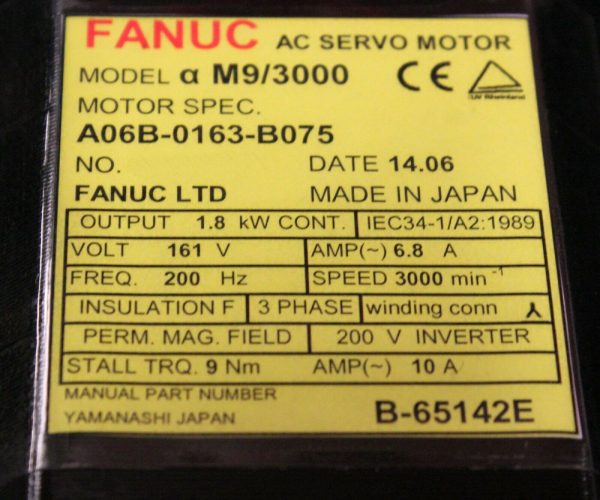 FANUC AC SERVO MOTOR
MODEL α M9/3000 CE
TÜV Rheinland
MOTOR SPEC.
A06B-0163-B075
NO. DATE 14.06
FANUC LTD MADE IN JAPAN
OUTPUT 1.8 kW CONT. IEC34-1/A2:1989
VOLT 161 V AMP(~) 6.8 A
FREQ. 200 Hz SPEED 3000 min⁻¹
INSULATION F 3 PHASE winding conn
PERM. MAG. FIELD 200 V INVERTER
STALL TRQ. 9 Nm AMP(~) 10 A
MANUAL PART NUMBER
YAMANASHI JAPAN B-65142E